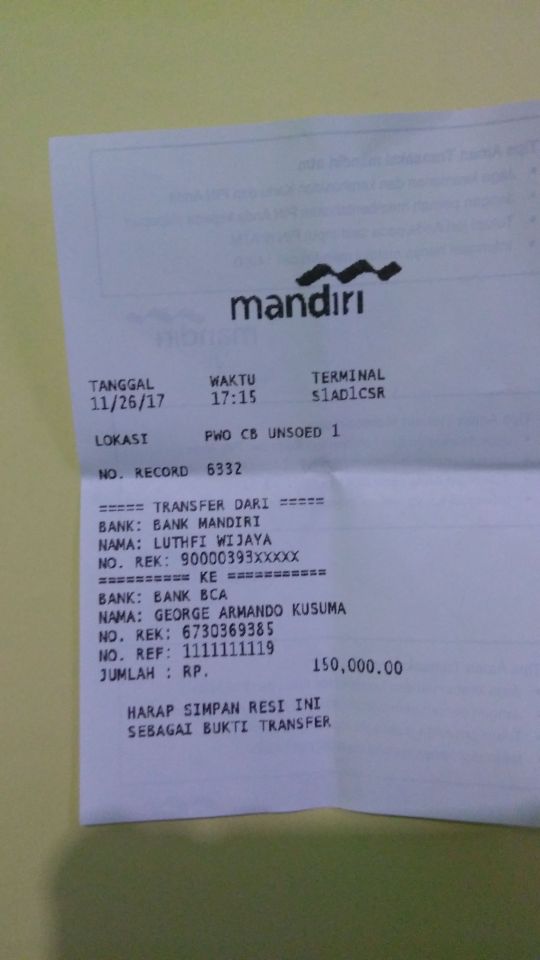 mandiri
TANGGAL WAKTU TERMINAL
11/26/17 17:15 S1AD1CSR
LOKASI PWO CB UNSOED 1
NO. RECORD 6332
===== TRANSFER DARI =====
BANK: BANK MANDIRI
NAMA: LUTHFI WIJAYA
NO. REK: 90000393XXXXX
========== KE ===========
BANK: BANK BCA
NAMA: GEORGE ARMANDO KUSUMA
NO. REK: 6730369385
NO. REF: 1111111119
JUMLAH : RP. 150,000.00
HARAP SIMPAN RESI INI
SEBAGAI BUKTI TRANSFER